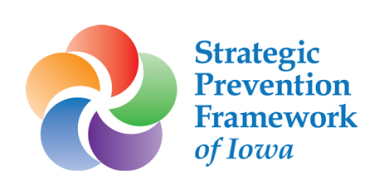 Strategic
Prevention
Framework
of Iowa